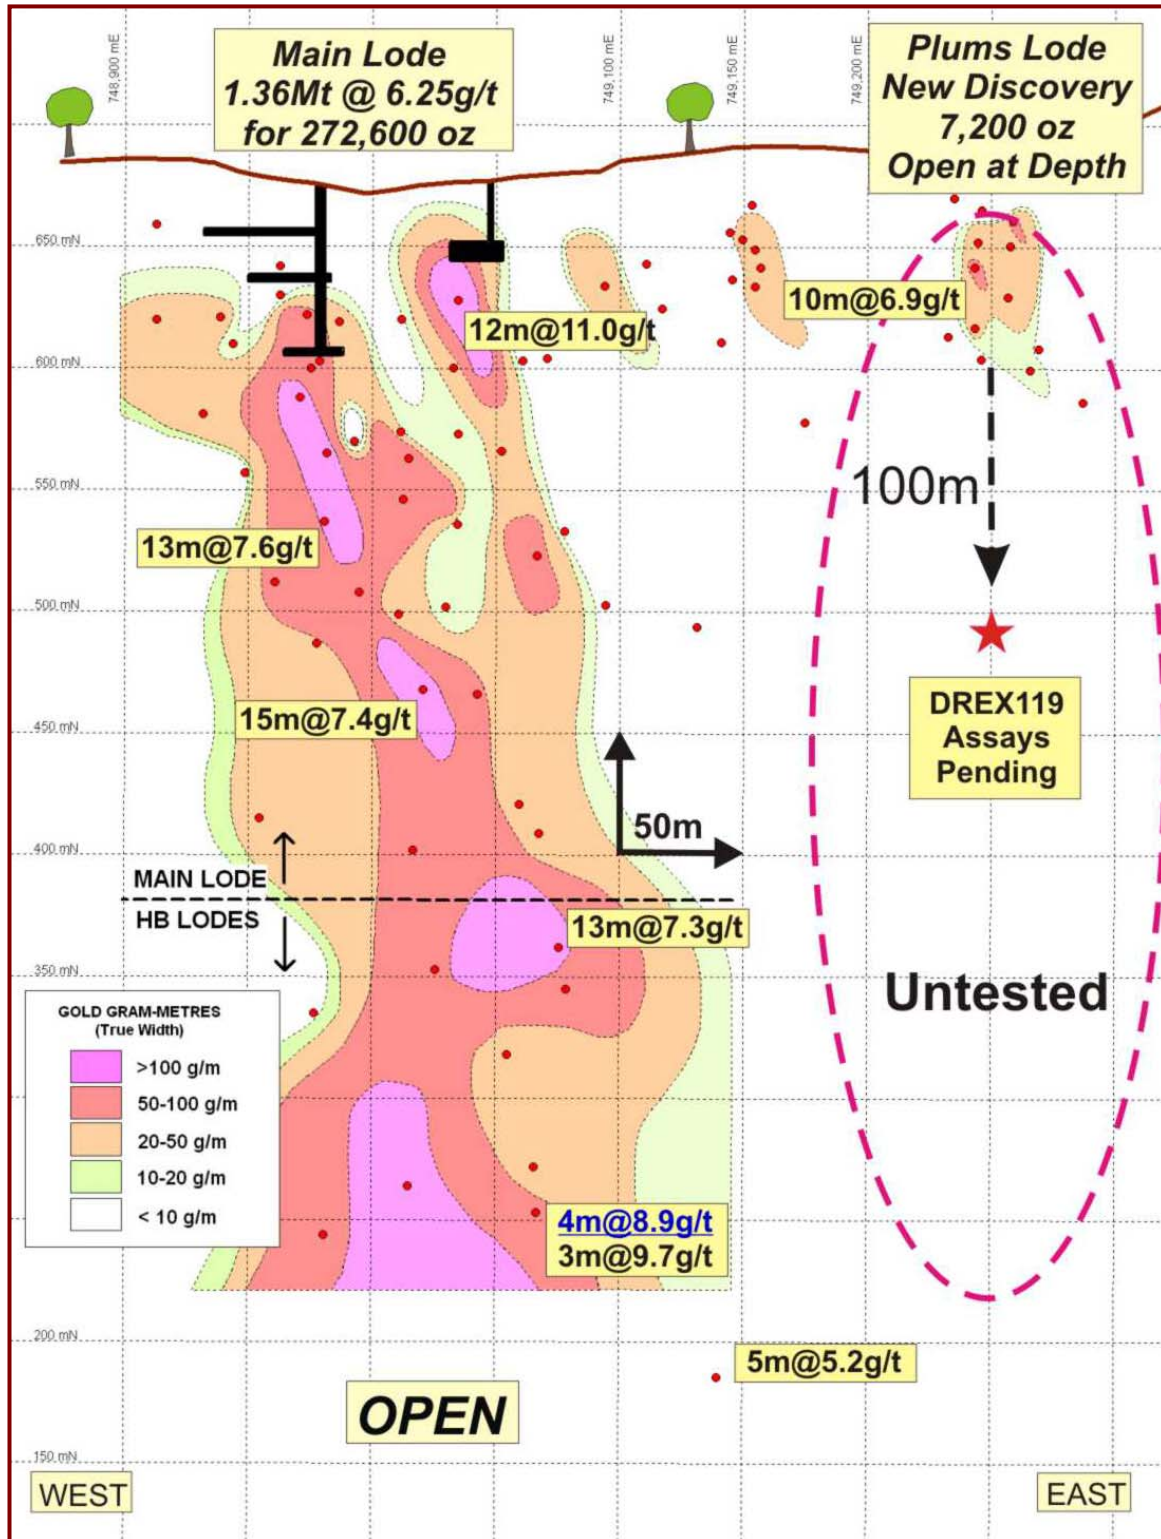 748,900 mE
749,100 mE
749,150 mE
749,200 mE
Main Lode
1.36Mt @ 6.25g/t
for 272,600 oz
Plums Lode
New Discovery
7,200 oz
Open at Depth
650 mN
10m@6.9g/t
12m@11.0g/t
600 mN
550 mN
100m
13m@7.6g/t
500 mN
15m@7.4g/t
450 mN
DREX119
Assays
Pending
50m
400 mN
MAIN LODE
HB LODES
13m@7.3g/t
350 mN
Untested
GOLD GRAM-METRES
(True Width)
>100 g/m
50-100 g/m
20-50 g/m
10-20 g/m
< 10 g/m
4m@8.9g/t
3m@9.7g/t
200 mN
5m@5.2g/t
OPEN
150 mN
WEST
EAST